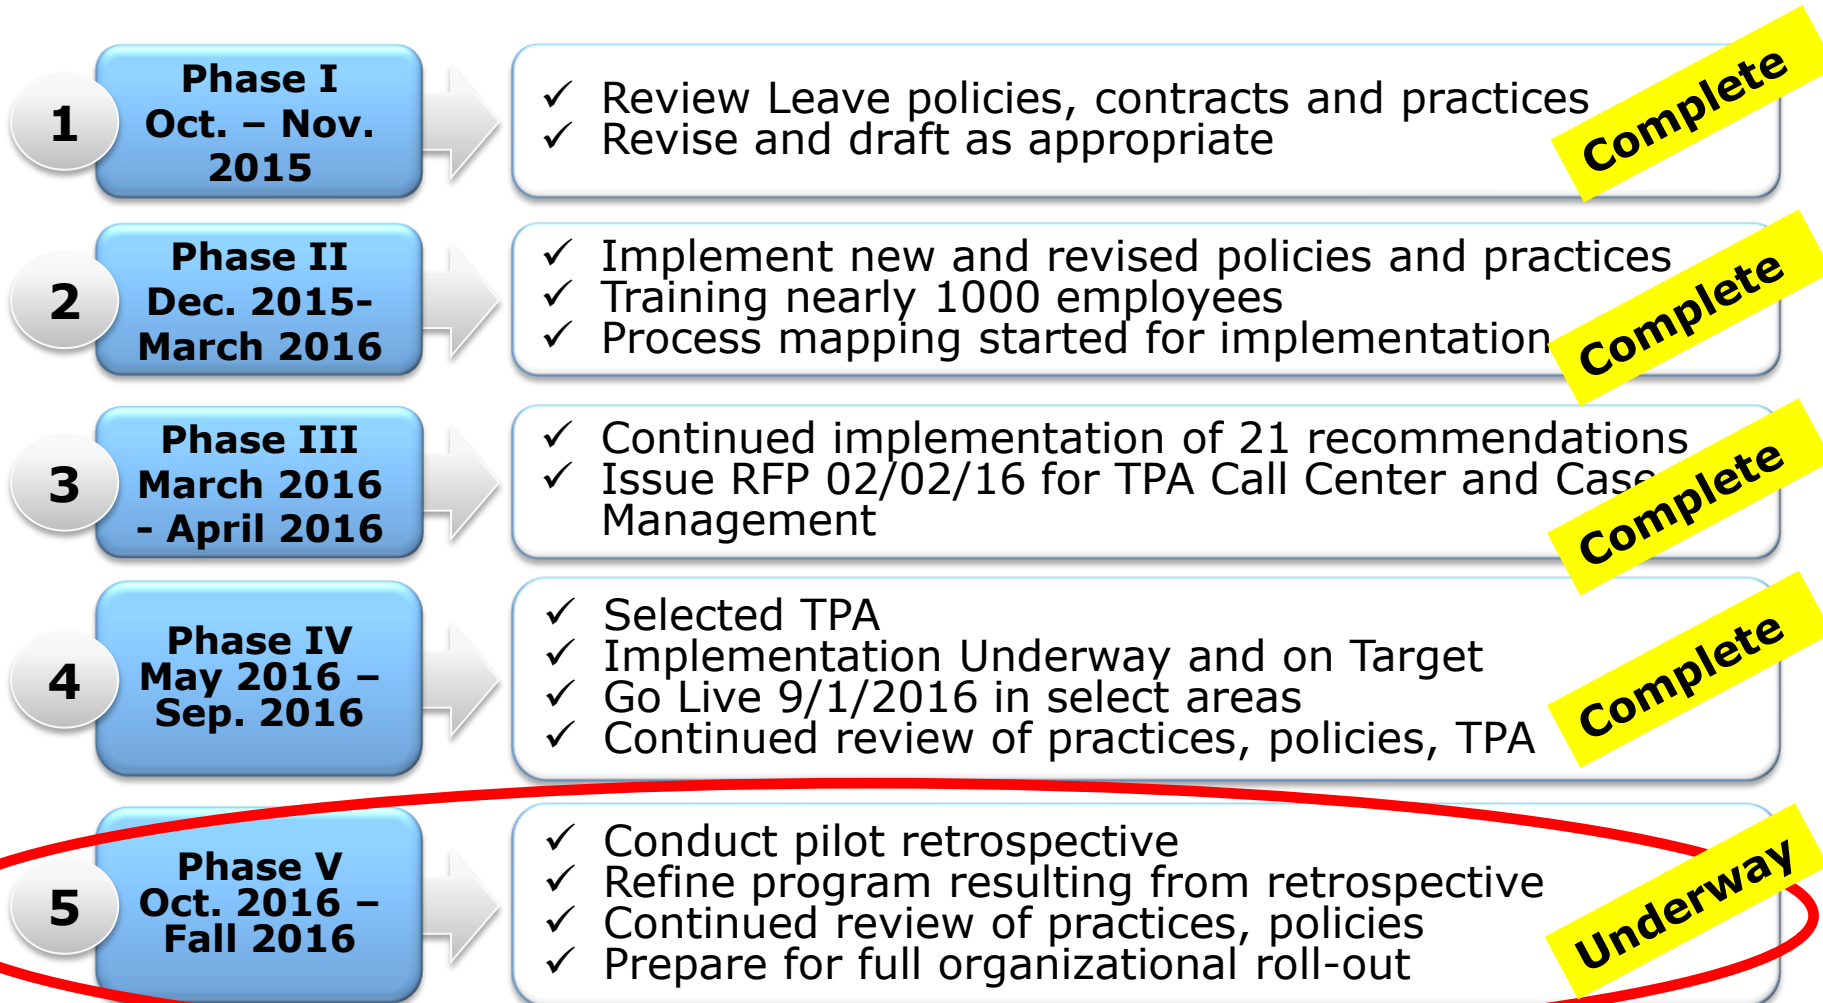 1
Phase I
Oct. – Nov.
2015
✓ Review Leave policies, contracts and practices
✓ Revise and draft as appropriate
Complete
2
Phase II
Dec. 2015-
March 2016
✓ Implement new and revised policies and practices
✓ Training nearly 1000 employees
✓ Process mapping started for implementation
Complete
3
Phase III
March 2016
- April 2016
✓ Continued implementation of 21 recommendations
✓ Issue RFP 02/02/16 for TPA Call Center and Case
Management
Complete
4
Phase IV
May 2016 –
Sep. 2016
✓ Selected TPA
✓ Implementation Underway and on Target
✓ Go Live 9/1/2016 in select areas
✓ Continued review of practices, policies, TPA
Complete
5
Phase V
Oct. 2016 –
Fall 2016
✓ Conduct pilot retrospective
✓ Refine program resulting from retrospective
✓ Continued review of practices, policies
✓ Prepare for full organizational roll-out
Underway